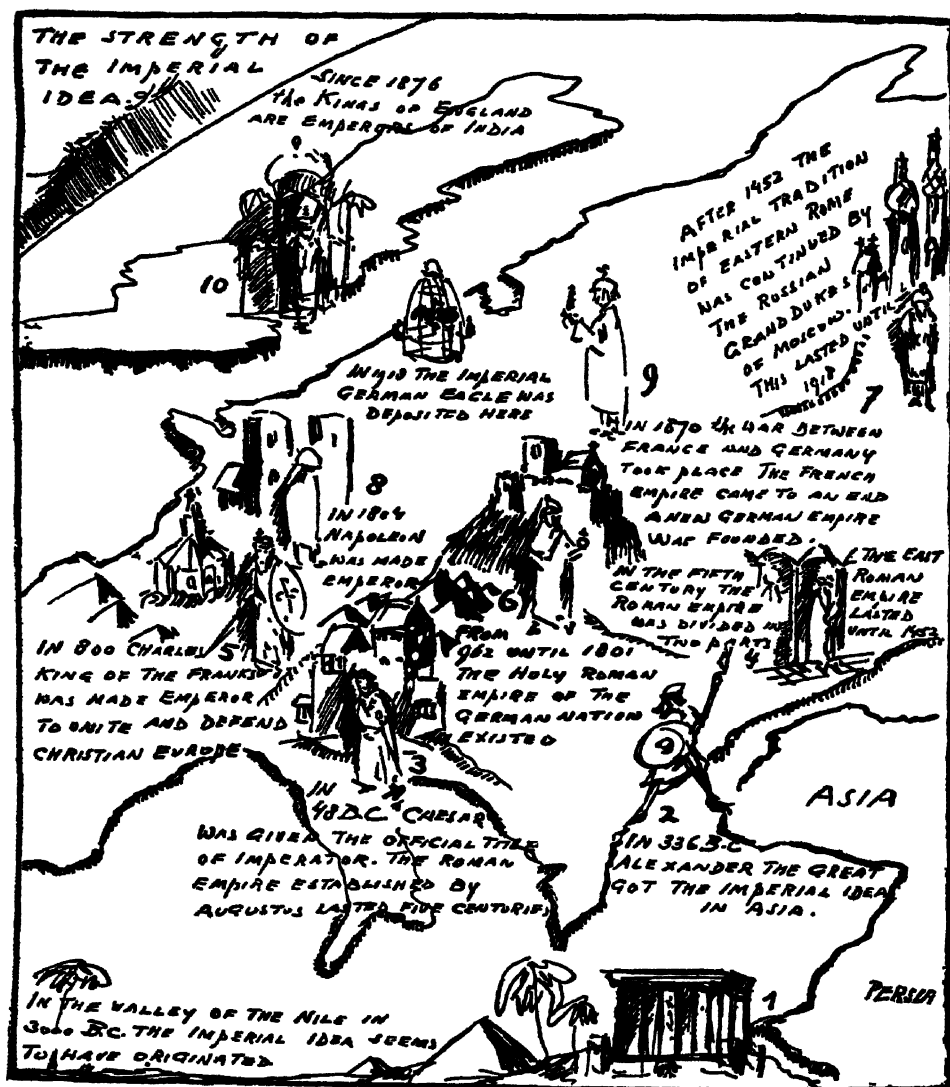 THE STRENGTH OF
THE IMPERIAL
IDEA.
SINCE 1876
the KINGS OF ENGLAND
ARE EMPERORS OF INDIA
10
AFTER 1453 THE
IMPERIAL TRADITION
OF EASTERN ROME
WAS CONTINUED BY
THE RUSSIAN
GRAND DUKES
OF MOSCOW.
THIS LASTED UNTIL
1918
7
IN 1918 THE IMPERIAL
GERMAN EAGLE WAS
DEPOSITED HERE
9
IN 1870 the WAR BETWEEN
FRANCE AND GERMANY
TOOK PLACE THE FRENCH
EMPIRE CAME TO AN END
A NEW GERMAN EMPIRE
WAS FOUNDED.
8
IN 1804
NAPOLEON
WAS MADE
EMPEROR
IN THE FIFTH
CENTURY THE
ROMAN EMPIRE
WAS DIVIDED IN
TWO PARTS
4
THE EAST
ROMAN
EMPIRE
LASTED
UNTIL 1453
6
FROM
962 UNTIL 1801
THE HOLY ROMAN
EMPIRE OF THE
GERMAN NATION
EXISTED
5
IN 800 CHARLES
KING OF THE FRANKS
WAS MADE EMPEROR
TO UNITE AND DEFEND
CHRISTIAN EUROPE
3
IN
48 B.C. CAESAR
WAS GIVEN THE OFFICIAL TITLE
OF IMPERATOR. THE ROMAN
EMPIRE ESTABLISHED BY
AUGUSTUS LASTED FIVE CENTURIES
2
IN 336 B.C
ALEXANDER THE GREAT
GOT THE IMPERIAL IDEA
IN ASIA.
ASIA
PERSIA
1
IN THE VALLEY OF THE NILE IN
3000 B.C. THE IMPERIAL IDEA SEEMS
TO HAVE ORIGINATED